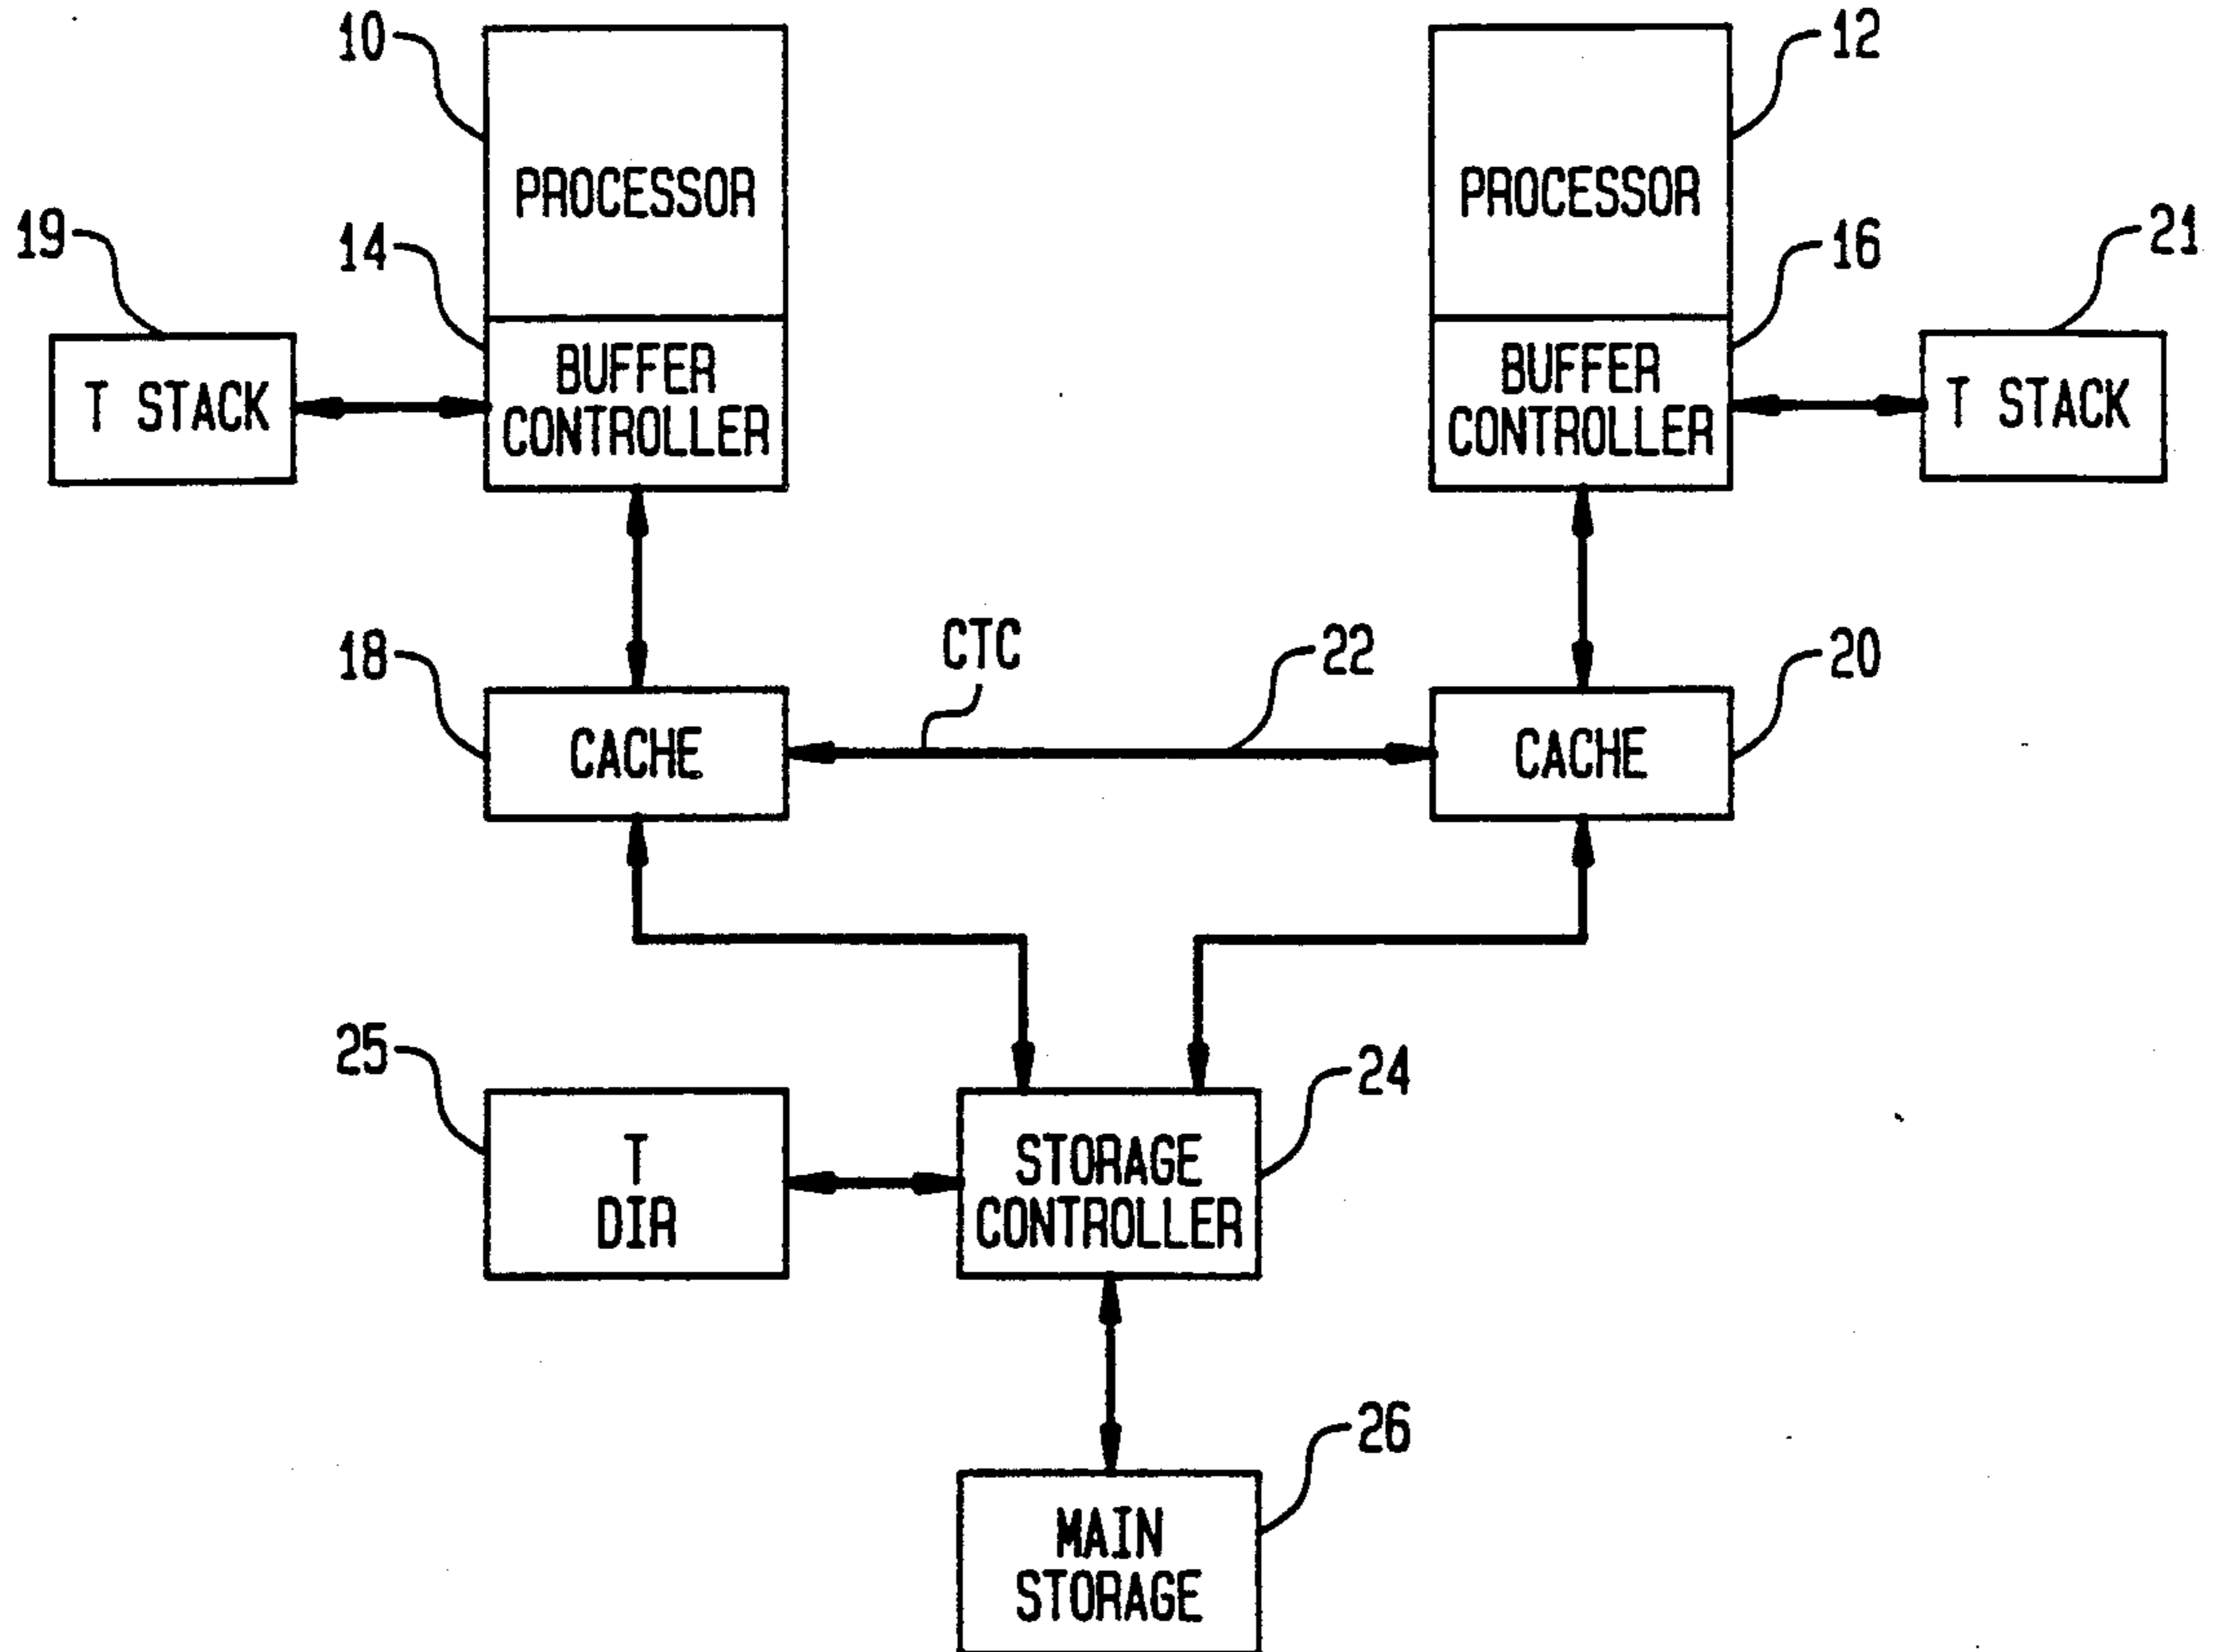 10
12
PROCESSOR
PROCESSOR
19
14
16
21
T STACK
BUFFER
CONTROLLER
BUFFER
CONTROLLER
T STACK
18
CTC
22
20
CACHE
CACHE
25
24
T
DIR
STORAGE
CONTROLLER
26
MAIN
STORAGE